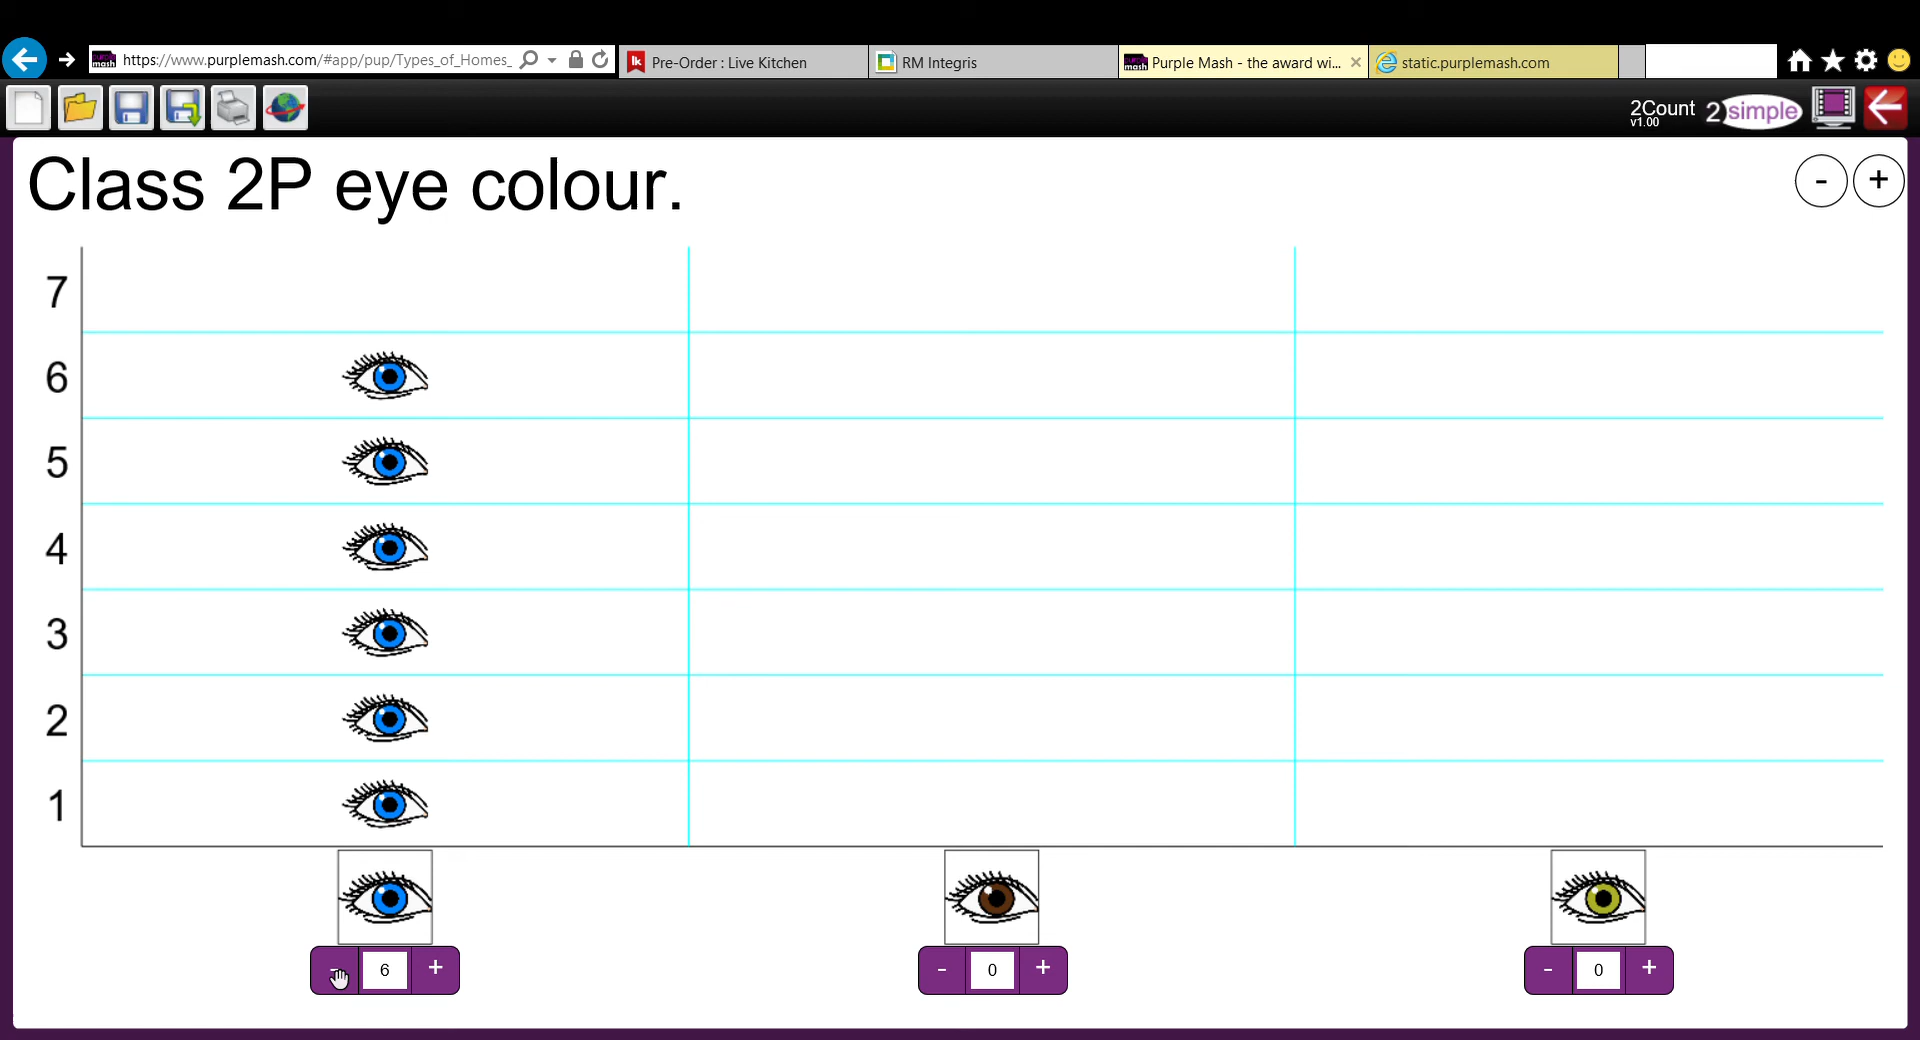 https://www.purplemash.com/#app/pup/Types_of_Homes_
Pre-Order : Live Kitchen
RM Integris
Purple Mash - the award wi...
static.purplemash.com
2Count
v1.00
2simple
Class 2P eye colour.
- +
7
6
5
4
3
2
1
- 6 +
- 0 +
- 0 +